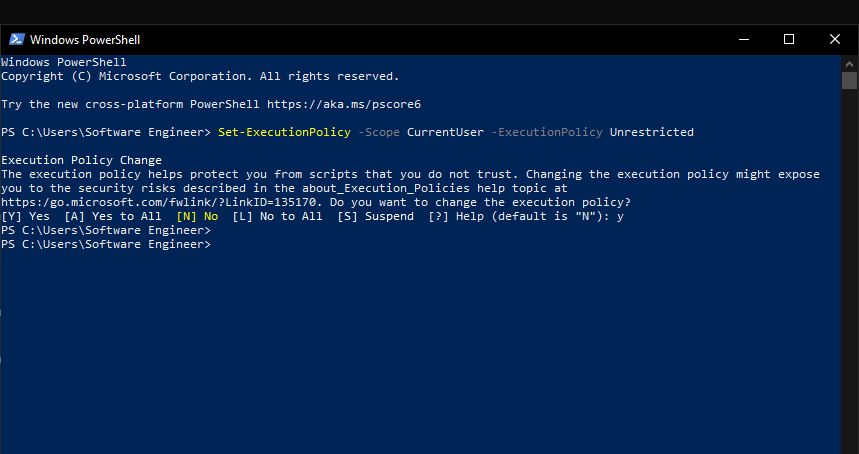 Windows PowerShell
Windows PowerShell
Copyright (C) Microsoft Corporation. All rights reserved.
Try the new cross-platform PowerShell https://aka.ms/pscore6
PS C:\Users\Software Engineer> Set-ExecutionPolicy -Scope CurrentUser -ExecutionPolicy Unrestricted
Execution Policy Change
The execution policy helps protect you from scripts that you do not trust. Changing the execution policy might expose
you to the security risks described in the about_Execution_Policies help topic at
https:/go.microsoft.com/fwlink/?LinkID=135170. Do you want to change the execution policy?
[Y] Yes  [A] Yes to All  [N] No  [L] No to All  [S] Suspend  [?] Help (default is "N"): y
PS C:\Users\Software Engineer>
PS C:\Users\Software Engineer>